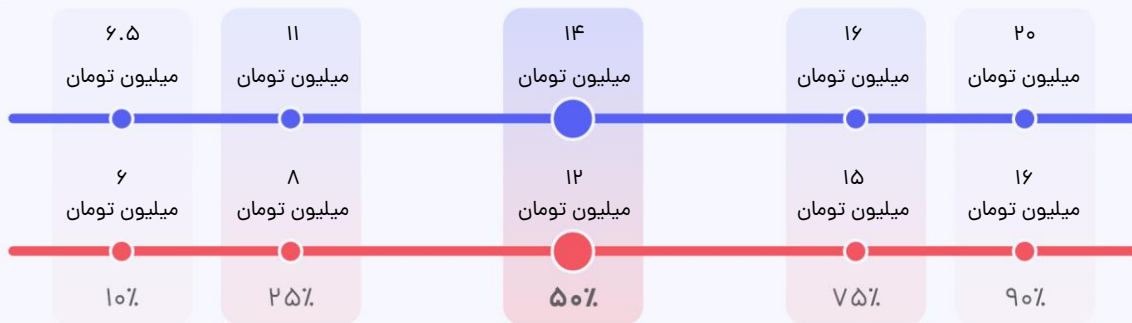 ۶.۵ ۱۱ ۱۴ ۱۶ ۲۰
میلیون تومان میلیون تومان میلیون تومان میلیون تومان میلیون تومان
۶ ۸ ۱۲ ۱۵ ۱۶
میلیون تومان میلیون تومان میلیون تومان میلیون تومان میلیون تومان
۱۰٪ ۲۵٪ ۵۰٪ ۷۵٪ ۹۰٪